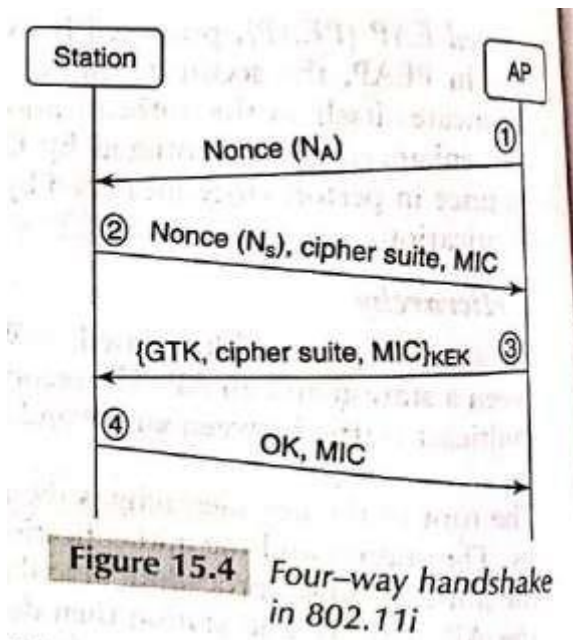 Station
AP
①
Nonce (NA)
② Nonce (Ns), cipher suite, MIC
{GTK, cipher suite, MIC}KEK ③
④
OK, MIC
Figure 15.4 Four–way handshake
in 802.11i